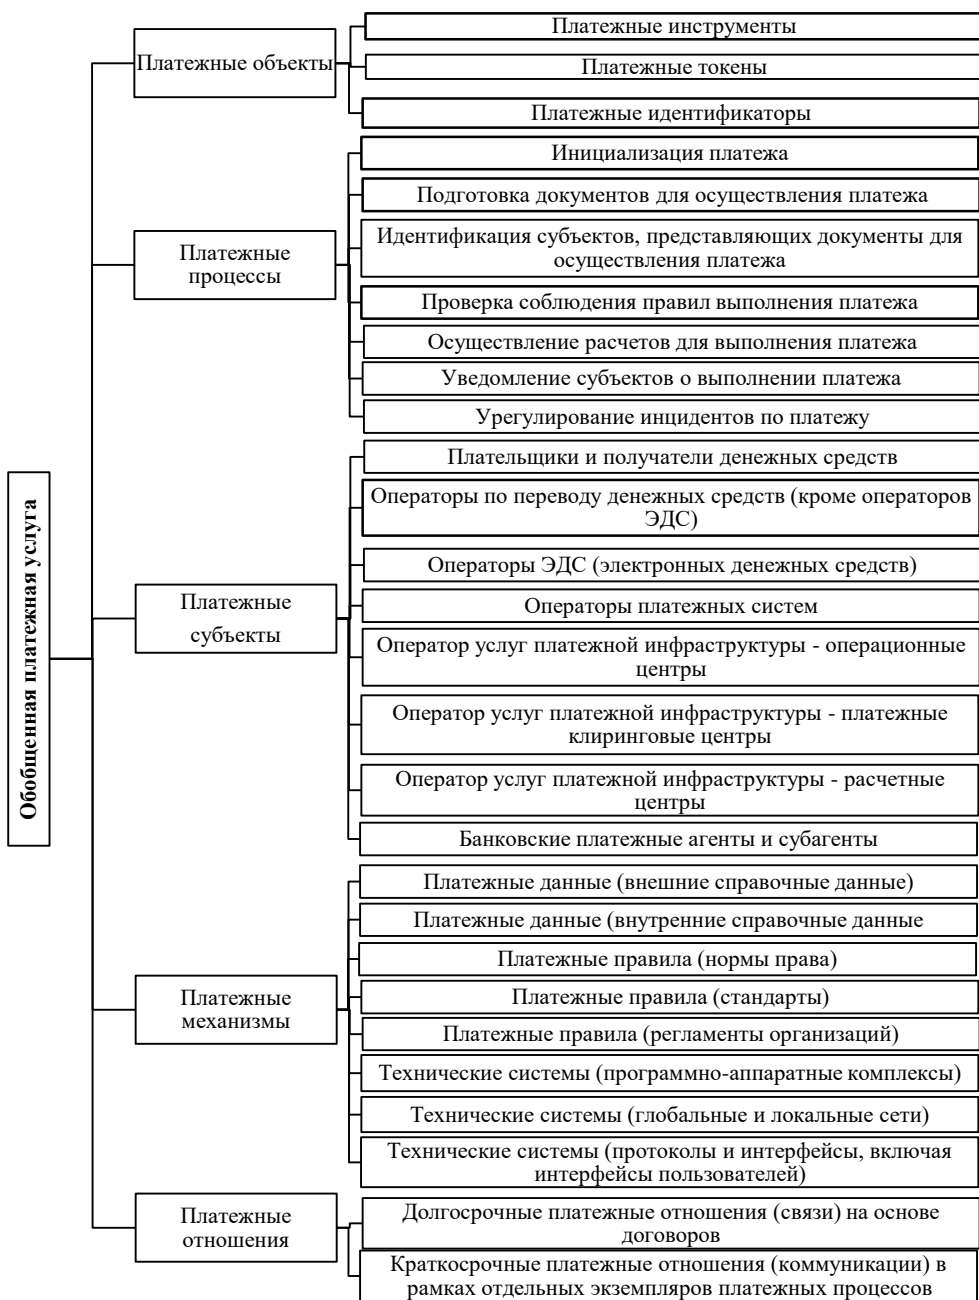 Обобщенная платежная услуга
Платежные объекты
Платежные инструменты
Платежные токены
Платежные идентификаторы
Платежные
процессы
Инициализация платежа
Подготовка документов для осуществления платежа
Идентификация субъектов, представляющих документы для
осуществления платежа
Проверка соблюдения правил выполнения платежа
Осуществление расчетов для выполнения платежа
Уведомление субъектов о выполнении платежа
Урегулирование инцидентов по платежу
Платежные
субъекты
Плательщики и получатели денежных средств
Операторы по переводу денежных средств (кроме операторов
ЭДС)
Операторы ЭДС (электронных денежных средств)
Операторы платежных систем
Оператор услуг платежной инфраструктуры - операционные
центры
Оператор услуг платежной инфраструктуры - платежные
клиринговые центры
Оператор услуг платежной инфраструктуры - расчетные
центры
Банковские платежные агенты и субагенты
Платежные
механизмы
Платежные данные (внешние справочные данные)
Платежные данные (внутренние справочные данные
Платежные правила (нормы права)
Платежные правила (стандарты)
Платежные правила (регламенты организаций)
Технические системы (программно-аппаратные комплексы)
Технические системы (глобальные и локальные сети)
Технические системы (протоколы и интерфейсы, включая
интерфейсы пользователей)
Платежные
отношения
Долгосрочные платежные отношения (связи) на основе
договоров
Краткосрочные платежные отношения (коммуникации) в
рамках отдельных экземпляров платежных процессов